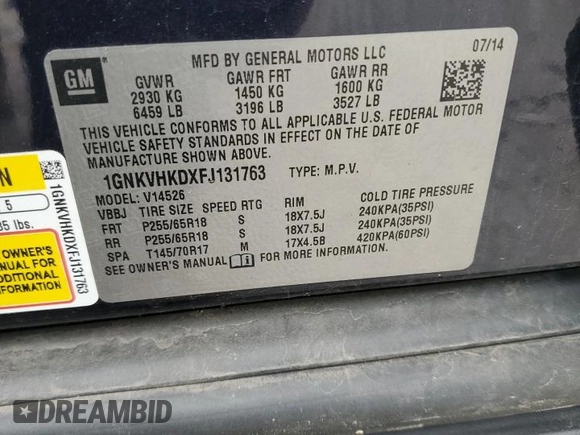 MFD BY GENERAL MOTORS LLC
07/14
GM
GVWR GAWR FRT GAWR RR
2930 KG 1450 KG 1600 KG
6459 LB 3196 LB 3527 LB
THIS VEHICLE CONFORMS TO ALL APPLICABLE U.S. FEDERAL MOTOR
VEHICLE SAFETY STANDARDS IN EFFECT ON THE DATE OF
MANUFACTURE SHOWN ABOVE.
1GNKVHKDXFJ131763 TYPE: M.P.V.
MODEL: V14526
VBBJ TIRE SIZE SPEED RTG RIM COLD TIRE PRESSURE
FRT P255/65R18 S 18X7.5J 240KPA(35PSI)
RR P255/65R18 S 18X7.5J 240KPA(35PSI)
SPA T145/70R17 M 17X4.5B 420KPA(60PSI)
SEE OWNER'S MANUAL FOR MORE INFORMATION.
N
5
35 lbs.
OWNER'S
MANUAL FOR
ADDITIONAL
INFORMATION
1GNKVHKDXFJ131763
DREAMBID